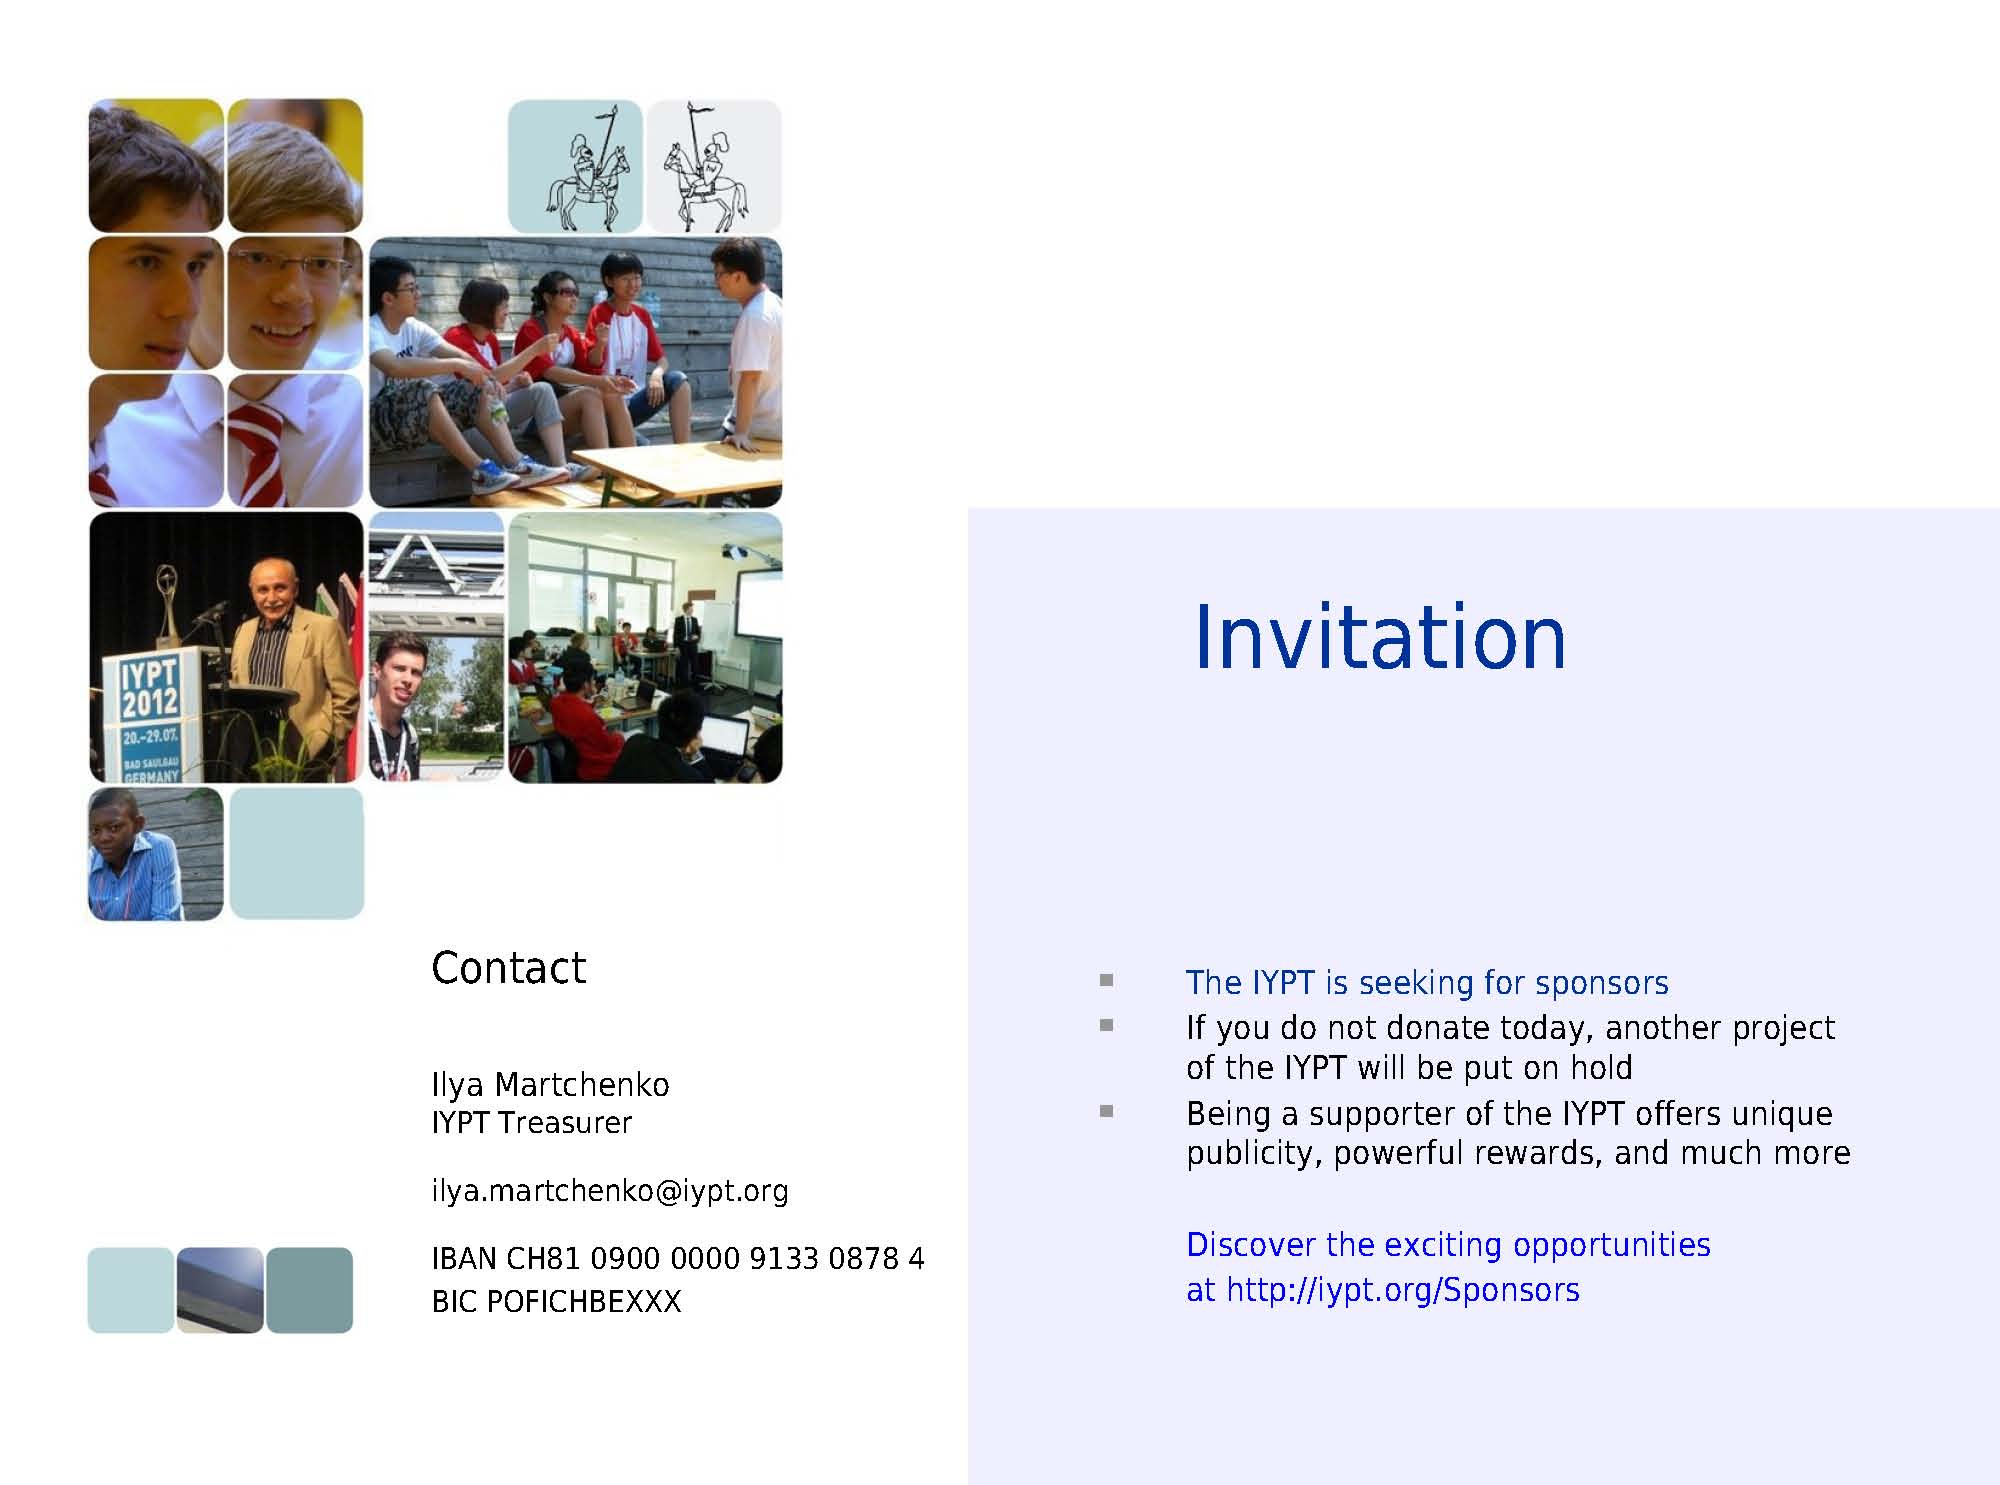 IYPT
2012
20.-29.07.
BAD SAULGAU
GERMANY
Contact
Ilya Martchenko
IYPT Treasurer
ilya.martchenko@iypt.org
IBAN CH81 0900 0000 9133 0878 4
BIC POFICHBEXXX
Invitation
The IYPT is seeking for sponsors
If you do not donate today, another project
of the IYPT will be put on hold
Being a supporter of the IYPT offers unique
publicity, powerful rewards, and much more
Discover the exciting opportunities
at http://iypt.org/Sponsors